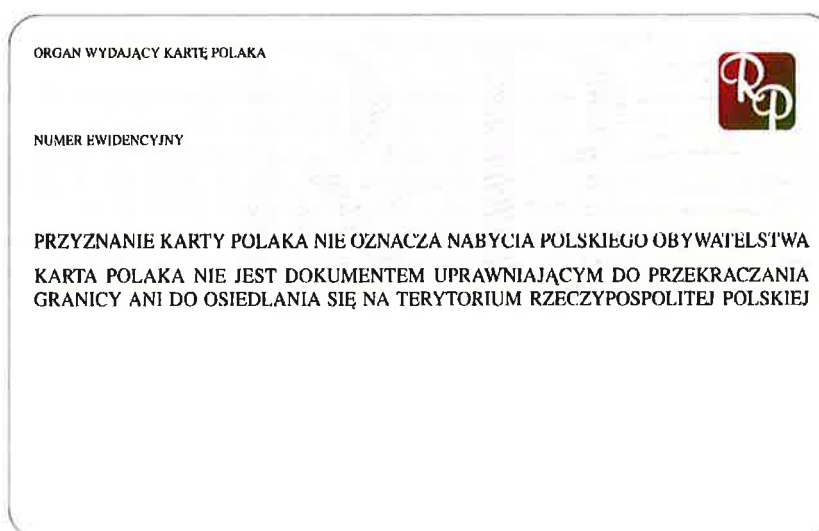 ORGAN WYDAJĄCY KARTĘ POLAKA
RP
NUMER EWIDENCYJNY
PRZYZNANIE KARTY POLAKA NIE OZNACZA NABYCIA POLSKIEGO OBYWATELSTWA
KARTA POLAKA NIE JEST DOKUMENTEM UPRAWNIAJĄCYM DO PRZEKRACZANIA
GRANICY ANI DO OSIEDLANIA SIĘ NA TERYTORIUM RZECZYPOSPOLITEJ POLSKIEJ